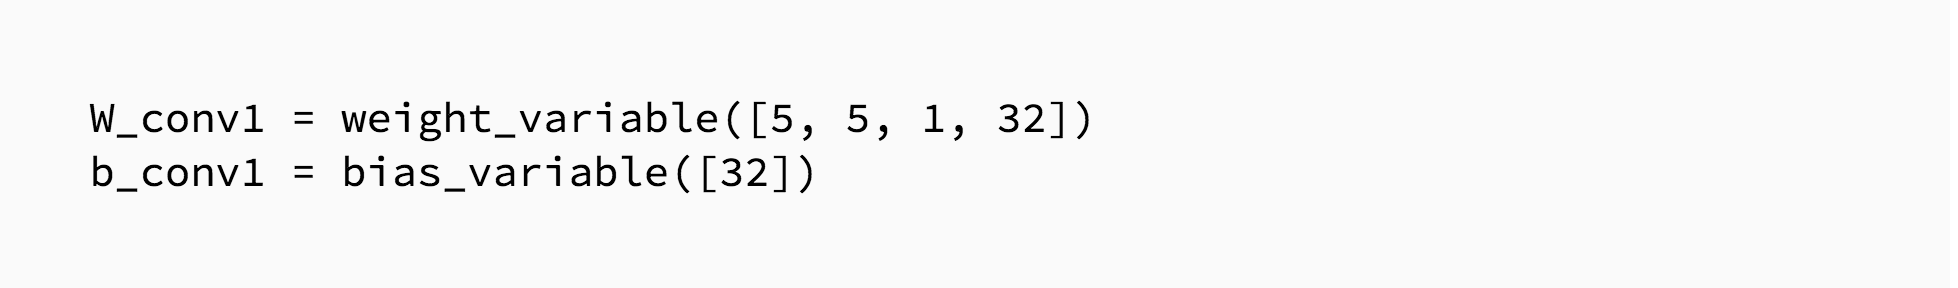 W_conv1 = weight_variable([5, 5, 1, 32])
b_conv1 = bias_variable([32])